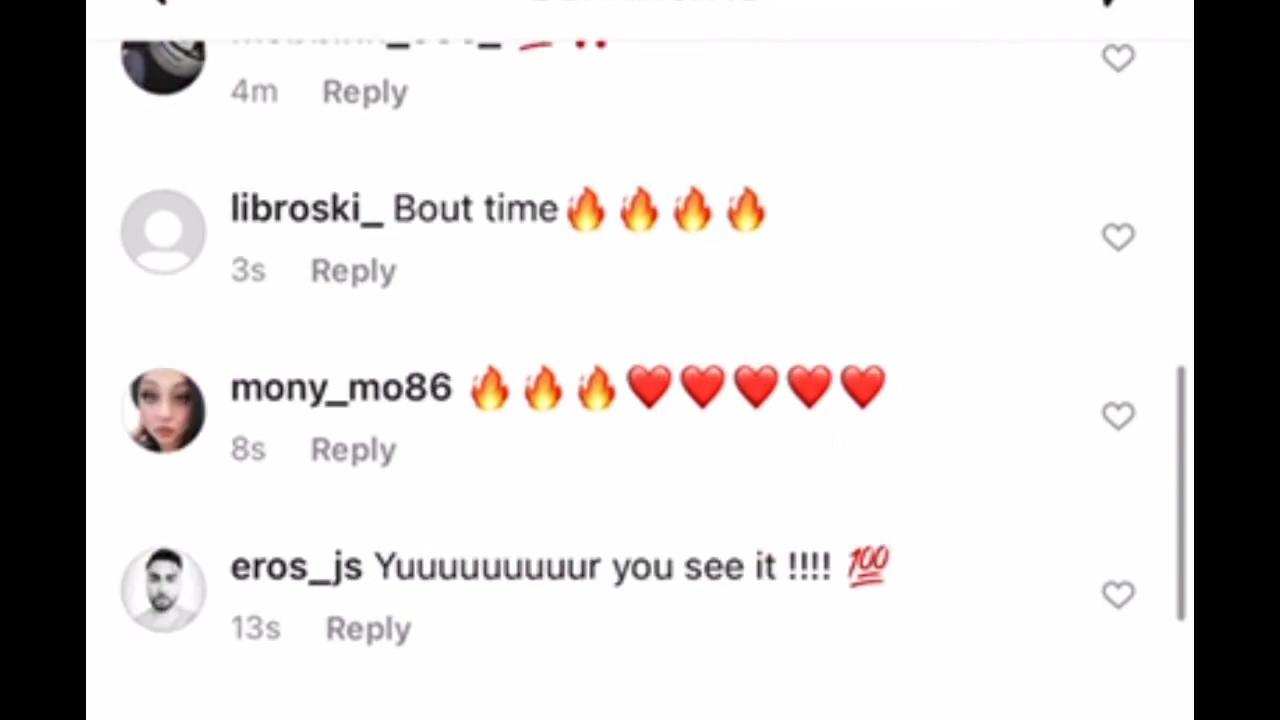 4m Reply
libroski_ Bout time🔥🔥🔥🔥
3s Reply
mony_mo86 🔥🔥🔥❤️❤️❤️❤️❤️
8s Reply
eros_js Yuuuuuuuuur you see it !!!! 💯
13s Reply